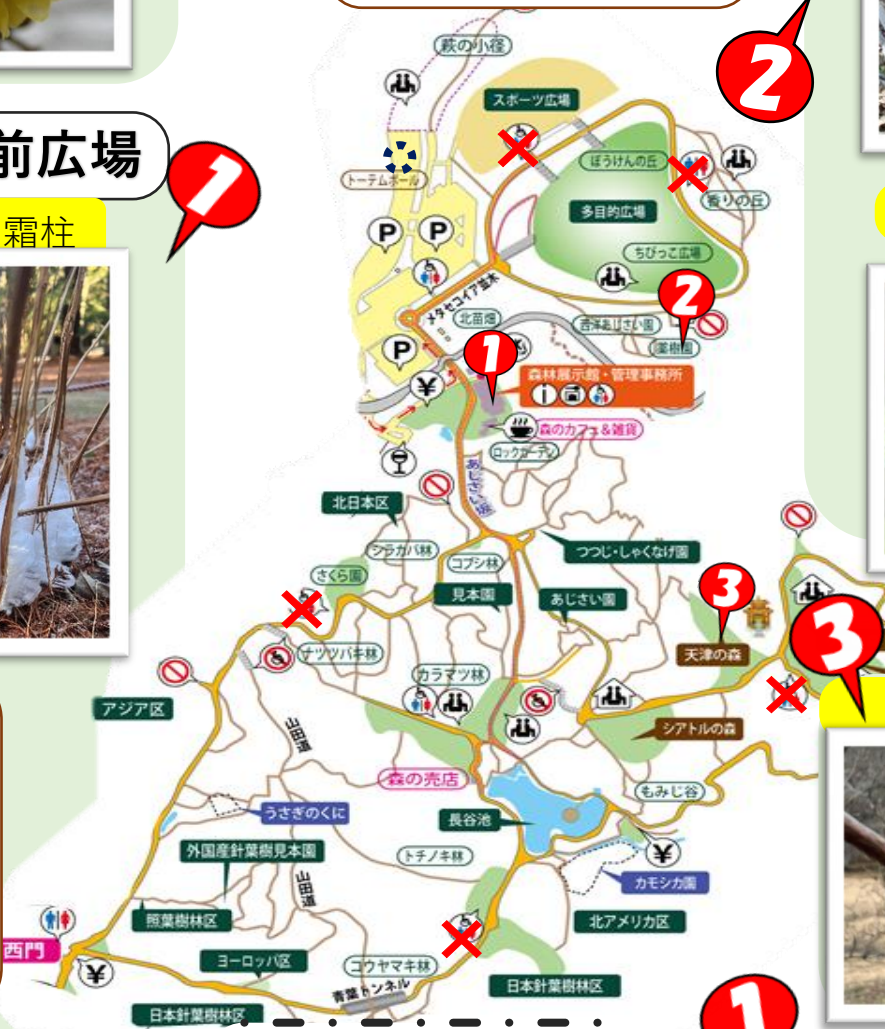 萩の小径
スポーツ広場
2
前広場
1
ぼうけんの丘
トーテムポール
香りの丘
霜柱
多目的広場
P
P
ちびっこ広場
メタセコイア並木
2
北苗畑
西洋あじさい園
薬樹園
1
P
森林展示館・管理事務所
i
¥
森のカフェ&雑貨
ロックガーデン
あじさい坂
北日本区
シラカバ林
コブシ林
つつじ・しゃくなげ園
さくら園
見本園
あじさい園
3
3
ナツツバキ林
天津の森
カラマツ林
アジア区
山田道
シアトルの森
森の売店
もみじ谷
うさぎのくに
長谷池
外国産針葉樹見本園
トチノキ林
¥
カモシカ園
山田道
照葉樹林区
北アメリカ区
西門
¥
ヨーロッパ区
コウヤマキ林
青葉トンネル
日本針葉樹林区
日本針葉樹林区
1